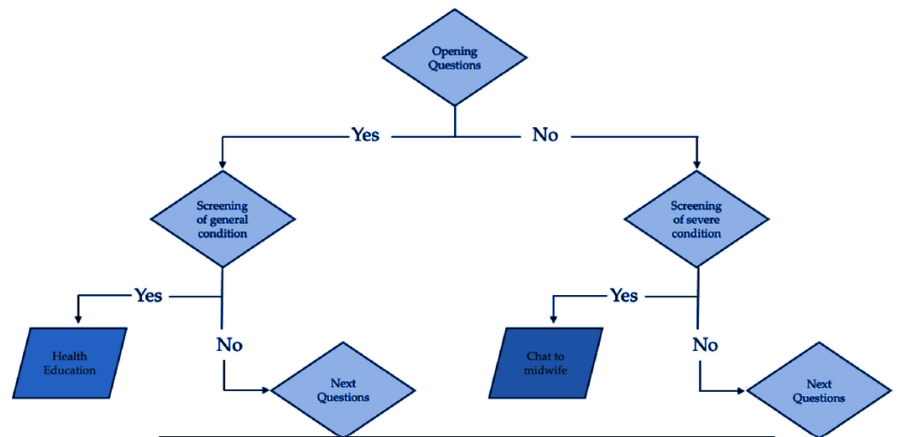 Opening
Questions
Yes
No
Screening
of general
condition
Screening
of severe
condition
Yes
Yes
Health
Education
No
Chat to
midwife
No
Next
Questions
Next
Questions